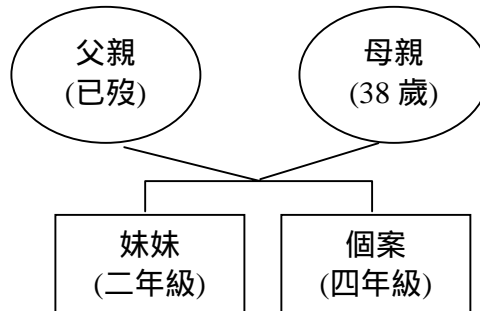 父親
(已歿)
母親
(38 歲)
妹妹
(二年級)
個案
(四年級)